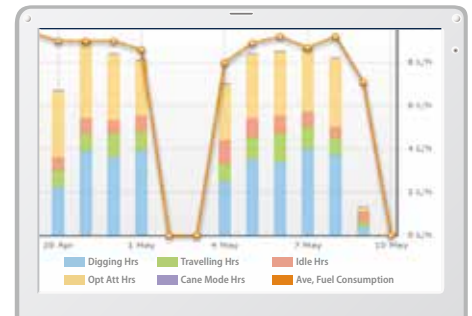 8 L/h
6 L/h
4 L/h
2 L/h
0 L/h
28 Apr
1 May
4 May
7 May
10 May
Digging Hrs
Travelling Hrs
Idle Hrs
Opt Att Hrs
Cane Mode Hrs
Ave, Fuel Consumption